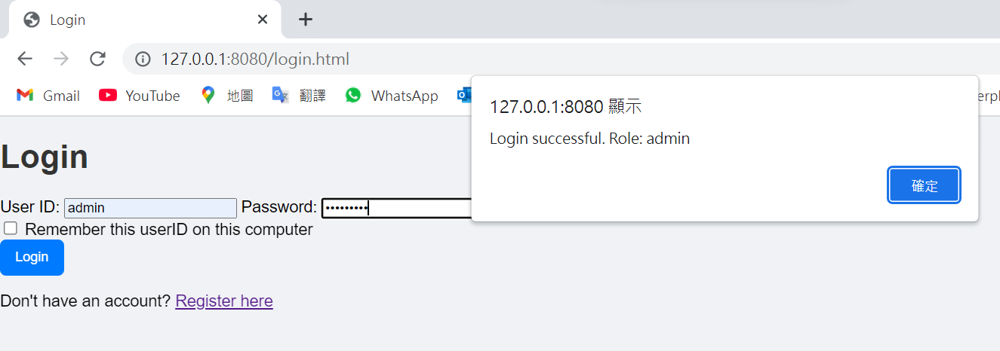 Login
127.0.0.1:8080/login.html
Gmail YouTube 地圖 翻譯 WhatsApp
127.0.0.1:8080 顯示
Login successful. Role: admin
確定
Login
User ID: admin Password:
Remember this userID on this computer
Login
Don't have an account? Register here